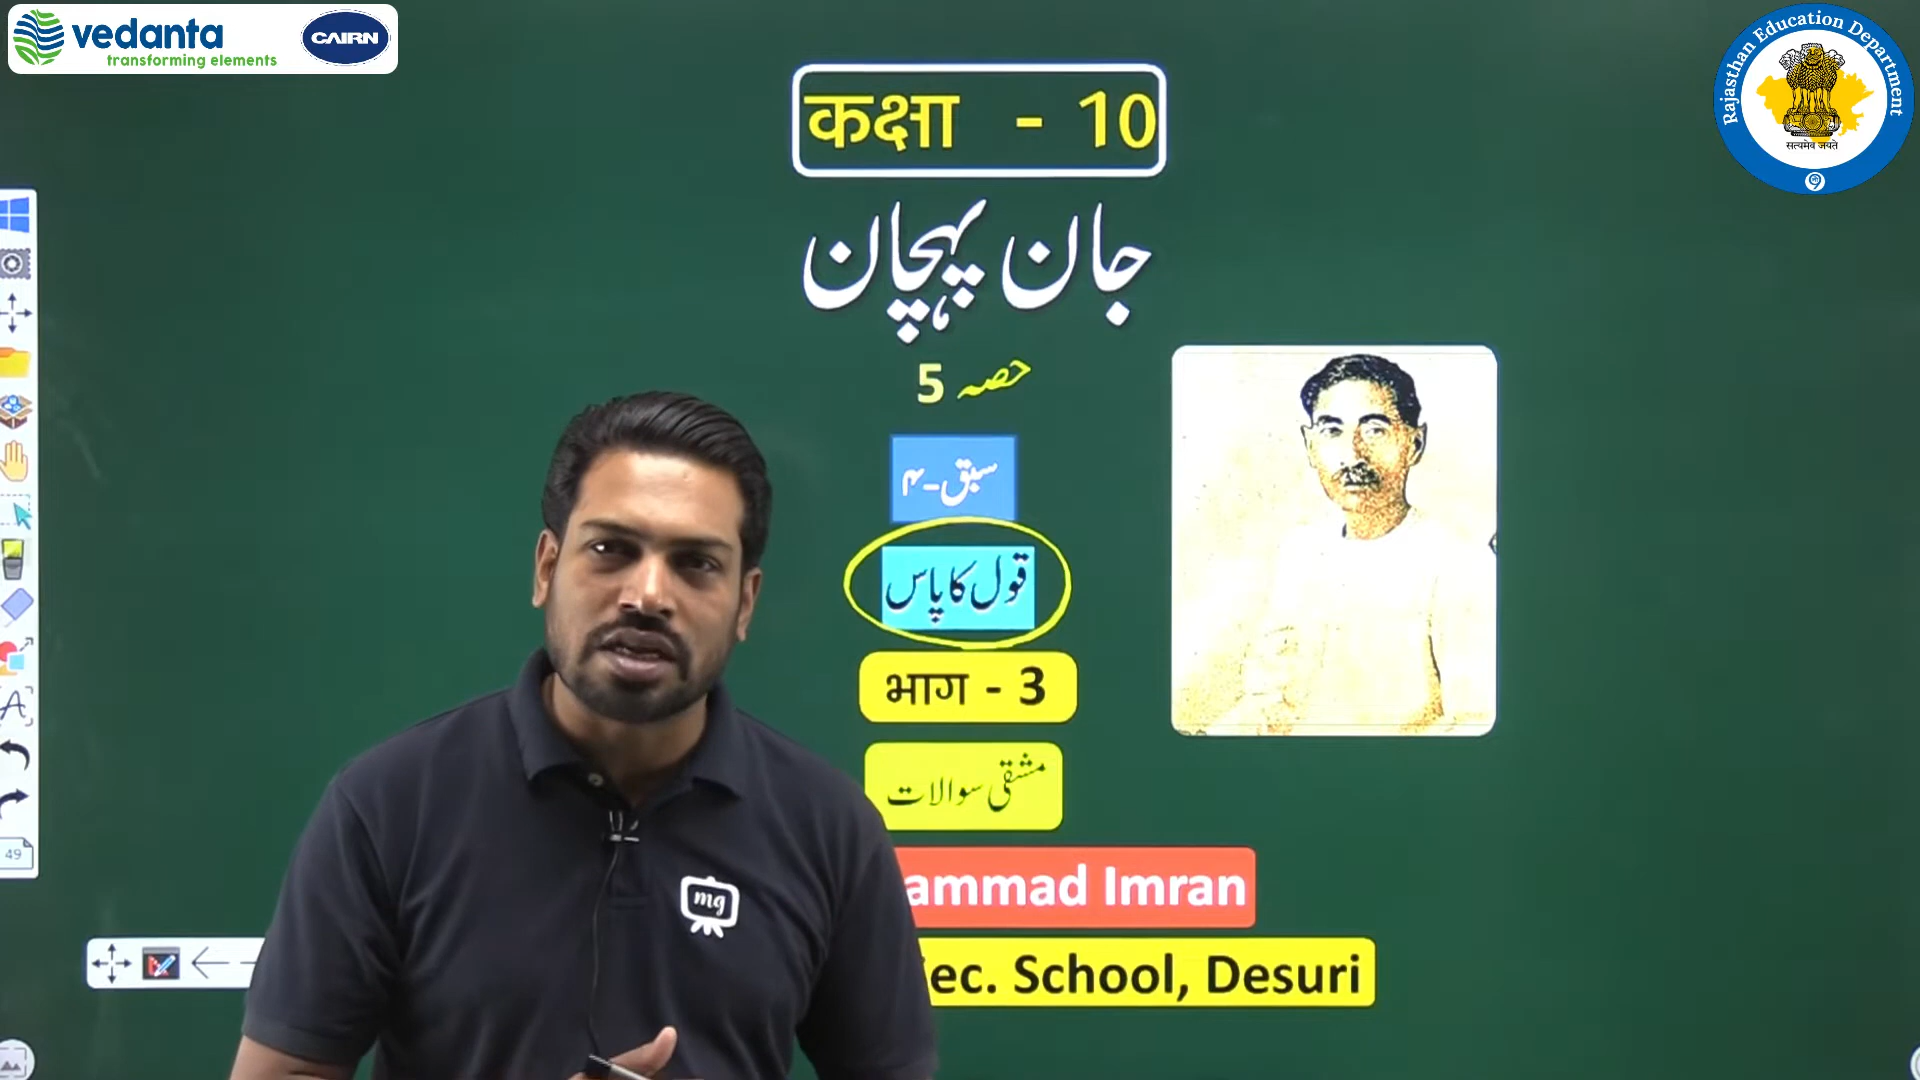 vedanta
transforming elements
CAIRN
Rajasthan Education Department
सत्यमेव जयते
कक्षा - 10
جان پہچان
حصہ 5
سبق-۴
قول کا پاس
भाग - 3
مشقی سوالات
ammad Imran
ec. School, Desuri
mg
49